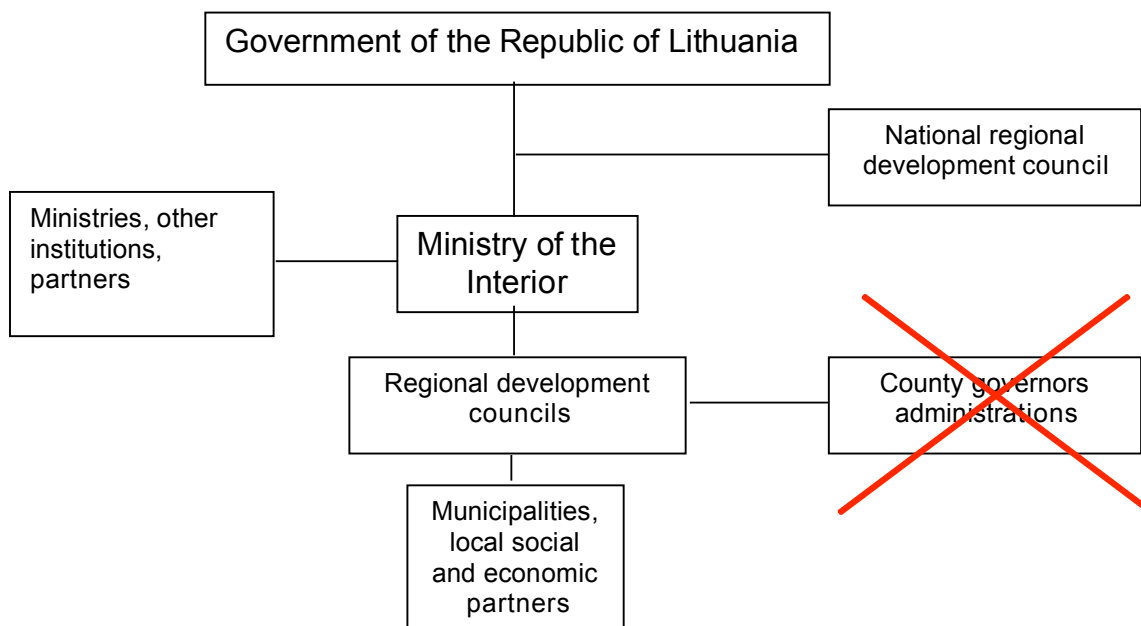 Government of the Republic of Lithuania
National regional
development council
Ministries, other
institutions,
partners
Ministry of the
Interior
Regional development
councils
County governors
administrations
Municipalities,
local social
and economic
partners